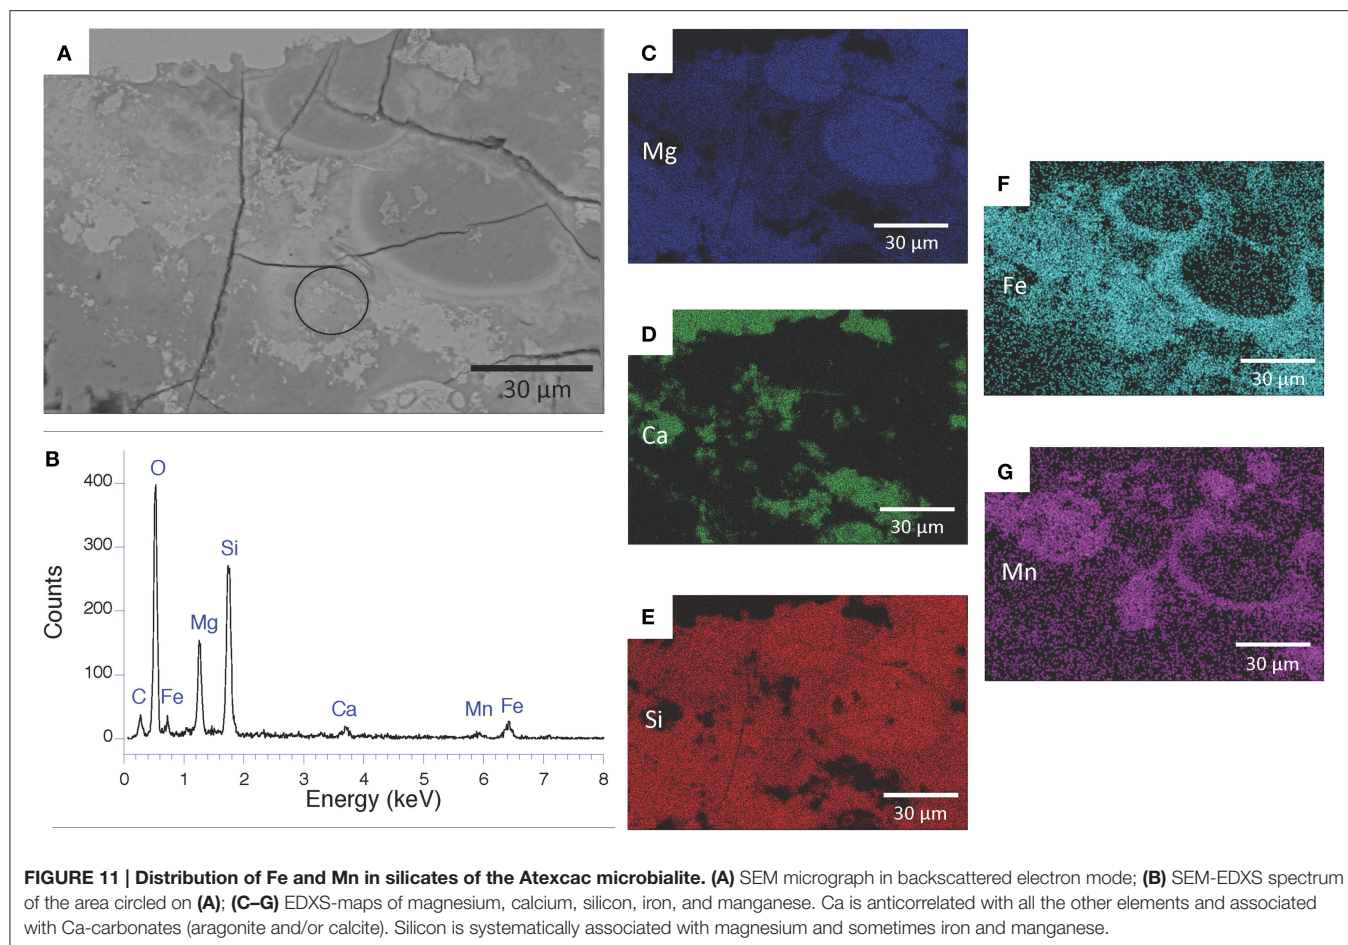 A
30 µm
B
O
400
300
Si
200
Mg
100
C
Fe
Ca
Mn
Fe
0
Counts
0 1 2 3 4 5 6 7 8
Energy (keV)
C
Mg
30 µm
D
Ca
30 µm
E
Si
30 µm
F
Fe
30 µm
G
Mn
30 µm
FIGURE 11 | Distribution of Fe and Mn in silicates of the Atexcac microbialite. (A) SEM micrograph in backscattered electron mode; (B) SEM-EDXS spectrum
of the area circled on (A); (C–G) EDXS-maps of magnesium, calcium, silicon, iron, and manganese. Ca is anticorrelated with all the other elements and associated
with Ca-carbonates (aragonite and/or calcite). Silicon is systematically associated with magnesium and sometimes iron and manganese.